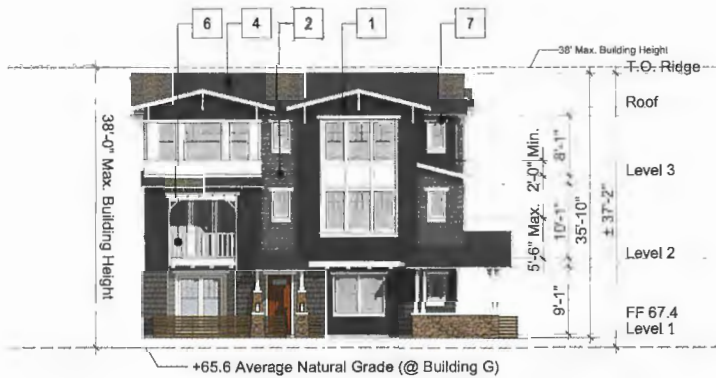 6 4 2 1 7
38' Max. Building Height
T.O. Ridge
Roof
38'-0" Max. Building Height
8'-1"
2'-0" Min.
Level 3
35'-10"
± 37'-2"
5'-6" Max.
10'-1"
Level 2
9'-1"
FF 67.4
Level 1
+65.6 Average Natural Grade (@ Building G)